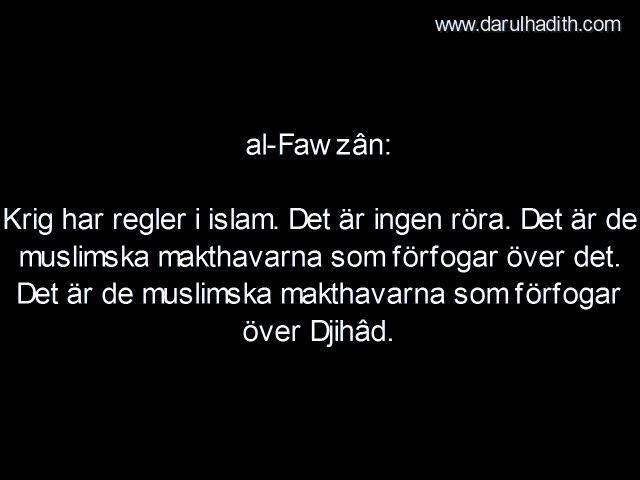 www.darulhadith.com
al-Fawzân:
Krig har regler i islam. Det är ingen röra. Det är de
muslimska makthavarna som förfogar över det.
Det är de muslimska makthavarna som förfogar
över Djihâd.